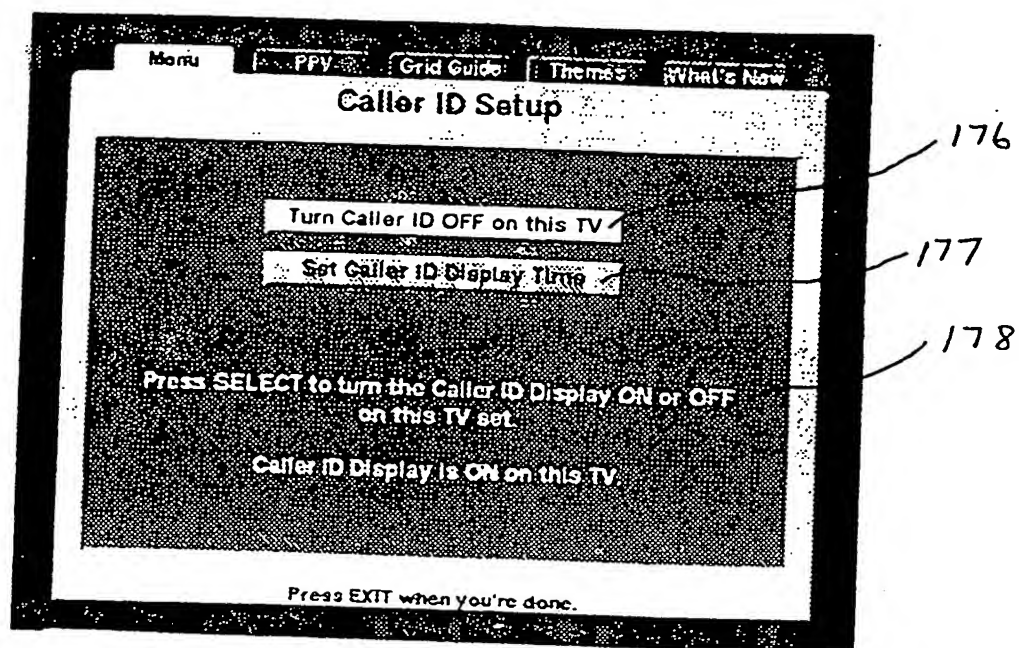 Menu PPV Grid Guide Themes What's New
Caller ID Setup
176
Turn Caller ID OFF on this TV
177
Set Caller ID Display Time
178
Press SELECT to turn the Caller ID Display ON or OFF
on this TV set.
Caller ID Display is ON on this TV.
Press EXIT when you're done.